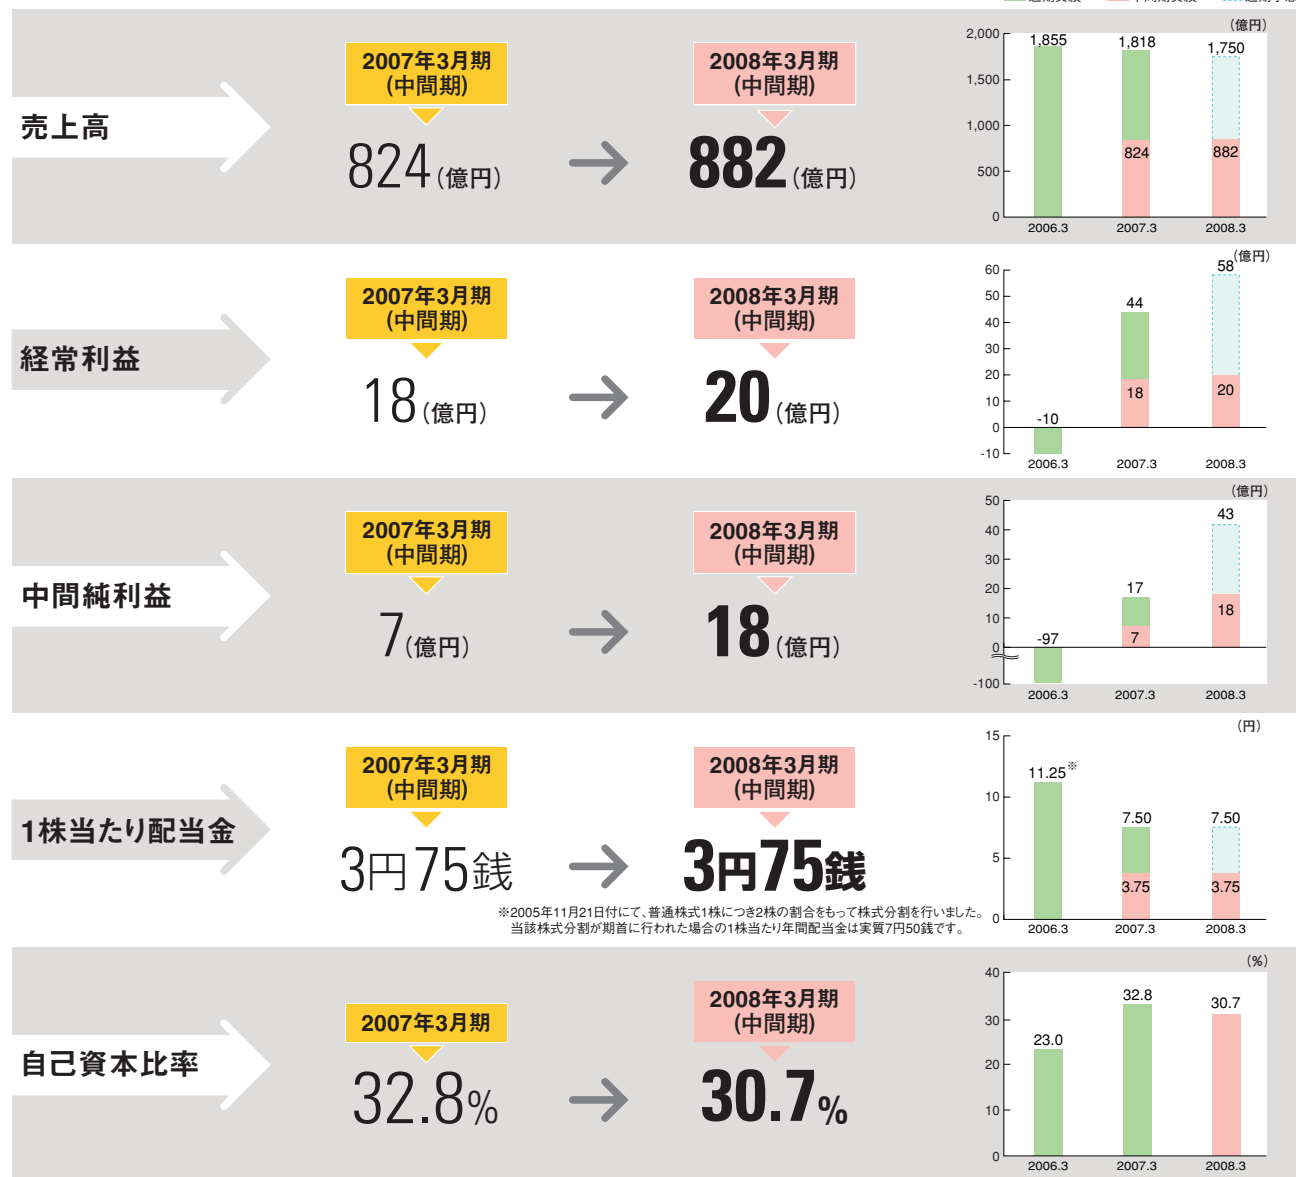 売上高
2007年3月期
(中間期)
824(億円)
2008年3月期
(中間期)
882(億円)
(億円)
2,000
1,500
1,000
500
0
1,855
1,818
1,750
824
882
2006.3
2007.3
2008.3
経常利益
2007年3月期
(中間期)
18(億円)
2008年3月期
(中間期)
20(億円)
(億円)
60
50
40
30
20
10
0
-10
-10
44
58
18
20
2006.3
2007.3
2008.3
中間純利益
2007年3月期
(中間期)
7(億円)
2008年3月期
(中間期)
18(億円)
(億円)
50
40
30
20
10
0
-100
-97
17
43
7
18
2006.3
2007.3
2008.3
1株当たり配当金
2007年3月期
(中間期)
3円75銭
2008年3月期
(中間期)
3円75銭
※2005年11月21日付にて、普通株式1株につき2株の割合をもって株式分割を行いました。
当該株式分割が期首に行われた場合の1株当たり年間配当金は実質7円50銭です。
(円)
15
10
5
0
11.25※
7.50
7.50
3.75
3.75
2006.3
2007.3
2008.3
自己資本比率
2007年3月期
32.8%
2008年3月期
(中間期)
30.7%
(%)
40
30
20
10
0
23.0
32.8
30.7
2006.3
2007.3
2008.3